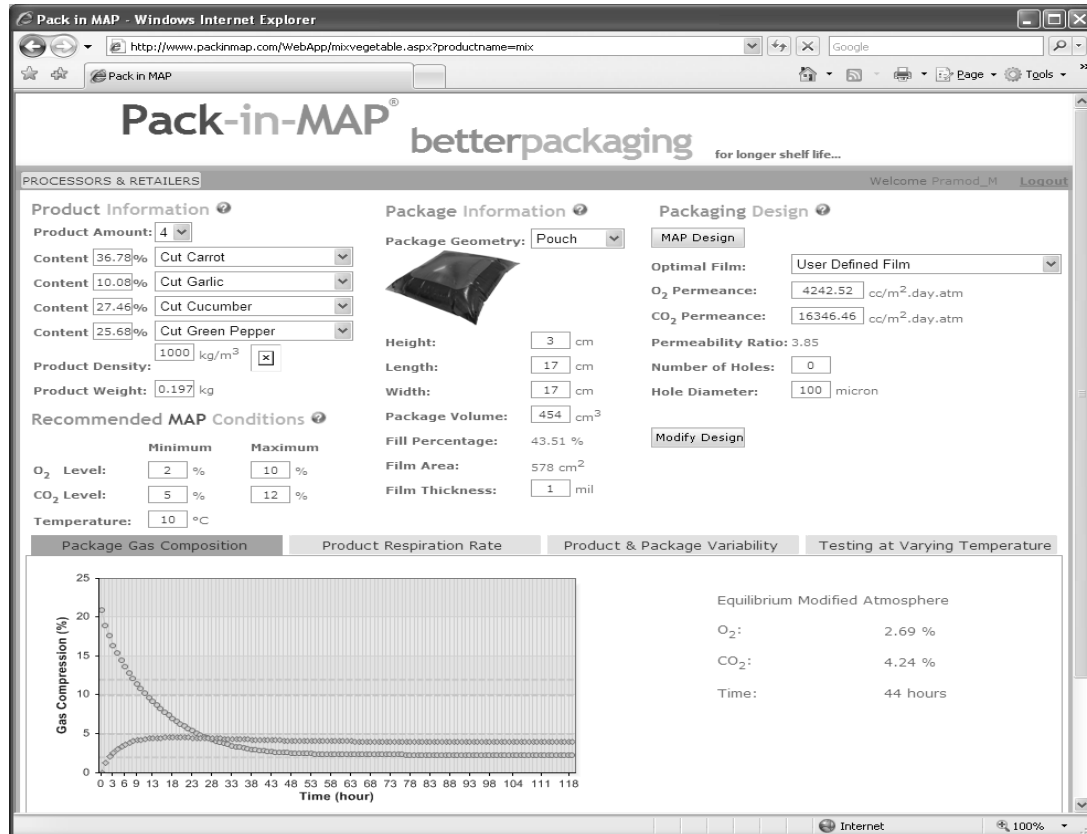 Pack in MAP - Windows Internet Explorer
http://www.packinmap.com/WebApp/mixvegetable.aspx?productname=mix
Google
Pack in MAP
Page
Tools
Pack-in-MAP®
betterpackaging
for longer shelf life...
PROCESSORS & RETAILERS
Welcome Pramod_M Logout
Product Information
Product Amount: 4
Content 36.78% Cut Carrot
Content 10.08% Cut Garlic
Content 27.46% Cut Cucumber
Content 25.68% Cut Green Pepper
Product Density: 1000 kg/m3
Product Weight: 0.197 kg
Recommended MAP Conditions
Minimum Maximum
O2 Level: 2 % 10 %
CO2 Level: 5 % 12 %
Temperature: 10 °C
Package Information
Package Geometry: Pouch
Height: 3 cm
Length: 17 cm
Width: 17 cm
Package Volume: 454 cm3
Fill Percentage: 43.51 %
Film Area: 578 cm2
Film Thickness: 1 mil
Packaging Design
MAP Design
Optimal Film: User Defined Film
O2 Permeance: 4242.52 cc/m2.day.atm
CO2 Permeance: 16346.46 cc/m2.day.atm
Permeability Ratio: 3.85
Number of Holes: 0
Hole Diameter: 100 micron
Modify Design
Package Gas Composition
Product Respiration Rate
Product & Package Variability
Testing at Varying Temperature
Gas Compression (%)
25
20
15
10
5
0
0 3 6 9 13 18 23 28 33 38 43 48 53 58 63 68 73 78 83 88 93 98 104 111 118
Time (hour)
Equilibrium Modified Atmosphere
O2: 2.69 %
CO2: 4.24 %
Time: 44 hours
Internet
100%